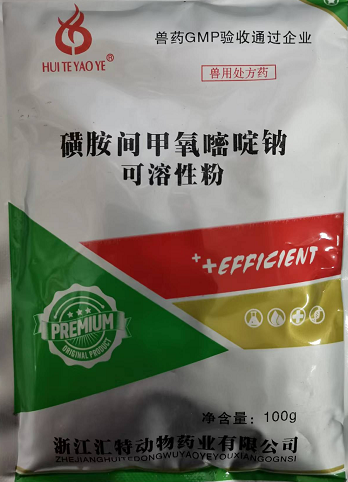 兽药GMP验收通过企业
HUI TE YAO YE®
兽用处方药
磺胺间甲氧嘧啶钠
可溶性粉
++EFFICIENT
PREMIUM
ORIGINAL PRODUCT
净含量：100g
浙江汇特动物药业有限公司
ZHEJIANGHUITEDONGWUYAOYEYOUXIANGONGNSI